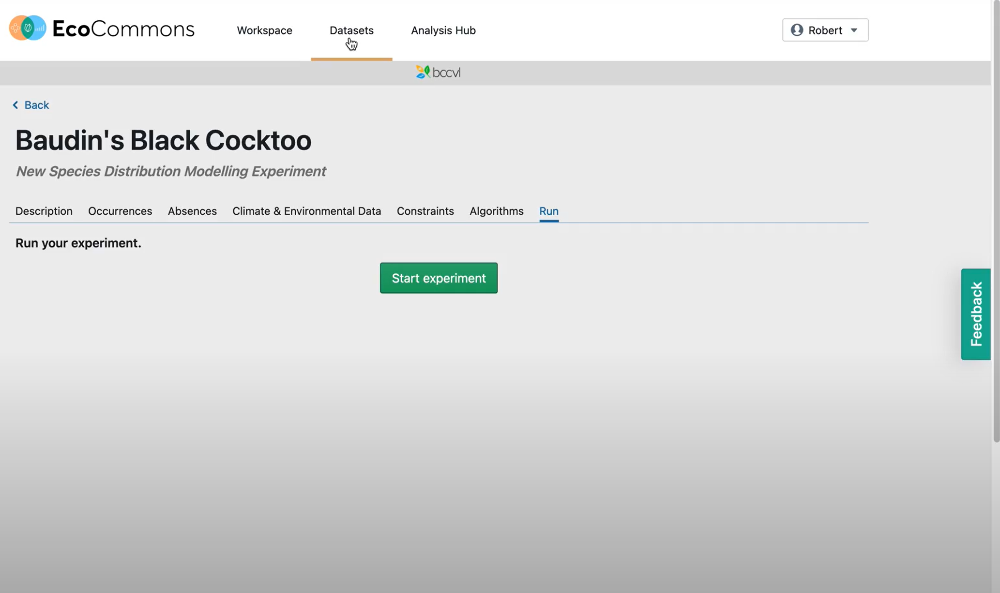 EcoCommons
Workspace
Datasets
Analysis Hub
Robert
bccvl
Back
Baudin's Black Cocktoo
New Species Distribution Modelling Experiment
Description
Occurrences
Absences
Climate & Environmental Data
Constraints
Algorithms
Run
Run your experiment.
Start experiment
Feedback